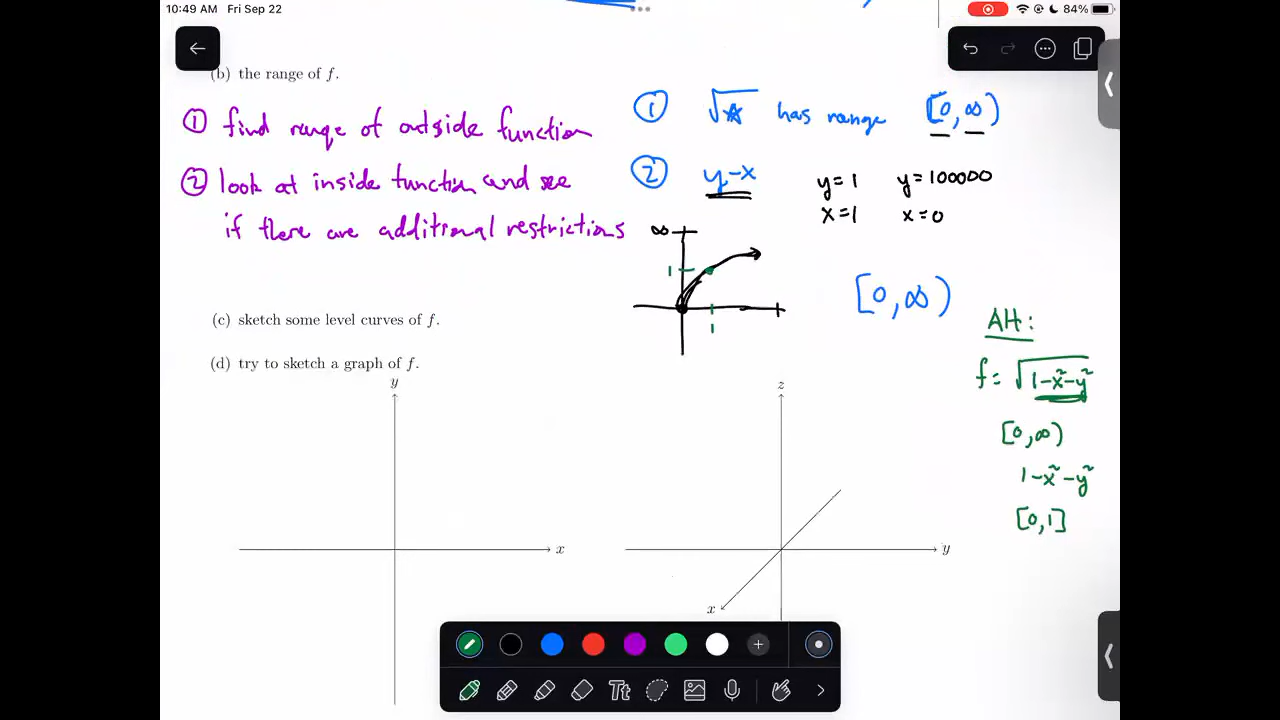 10:49 AM Fri Sep 22
84%
(b) the range of f.
① find range of outside function
② look at inside function and see
if there are additional restrictions
① √☆ has range [0, ∞)
② y-x
y=1 y=100000
x=1 x=0
∞
1
1
[0, ∞)
(c) sketch some level curves of f.
(d) try to sketch a graph of f.
y
x
z
y
x
AH:
f= √1-x²-y²
[0, ∞)
1-x²-y²
[0,1]
Tt